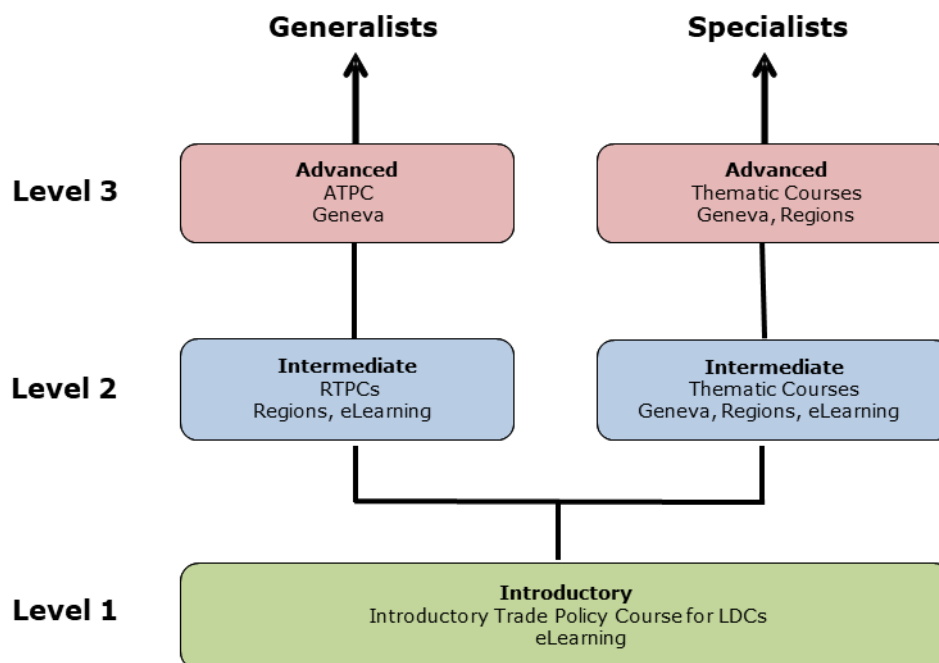 Generalists
Specialists
Level 3
Advanced
ATPC
Geneva
Advanced
Thematic Courses
Geneva, Regions
Level 2
Intermediate
RTPCs
Regions, eLearning
Intermediate
Thematic Courses
Geneva, Regions, eLearning
Level 1
Introductory
Introductory Trade Policy Course for LDCs
eLearning